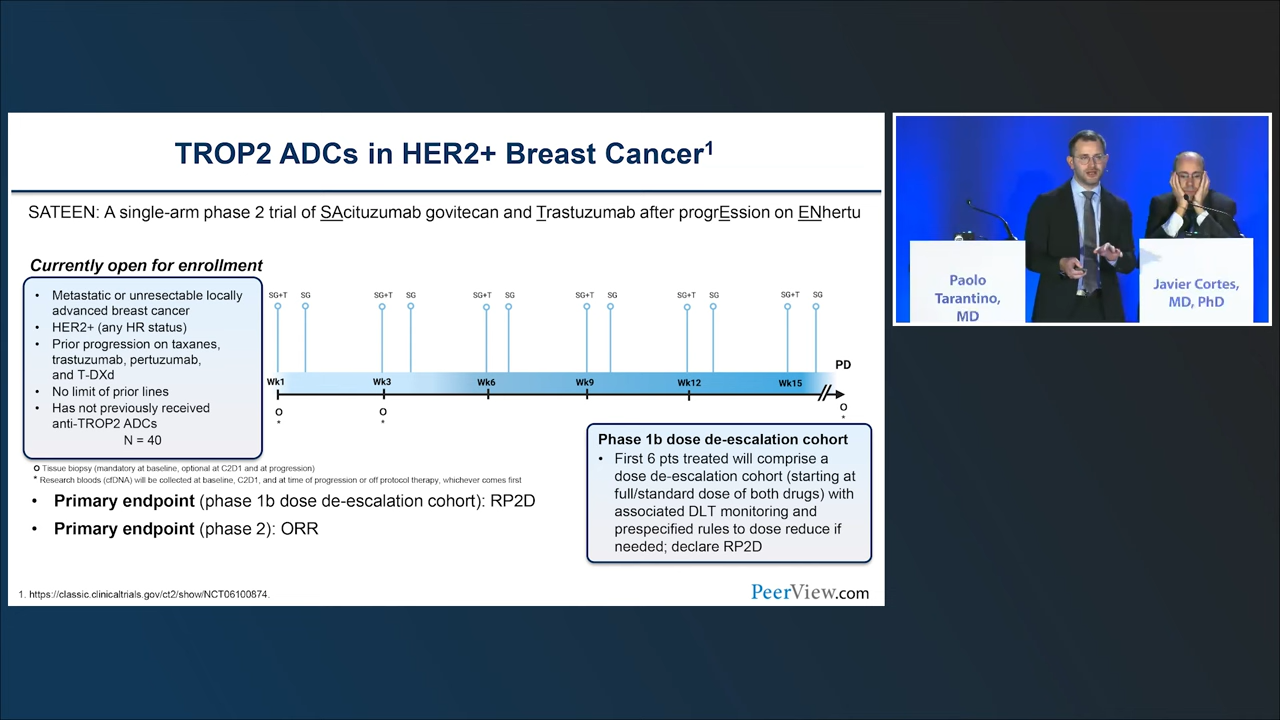 TROP2 ADCs in HER2+ Breast Cancer1
SATEEN: A single-arm phase 2 trial of SAcituzumab govitecan and Trastuzumab after progrEssion on ENhertu
Currently open for enrollment
• Metastatic or unresectable locally
advanced breast cancer
• HER2+ (any HR status)
• Prior progression on taxanes,
trastuzumab, pertuzumab,
and T-DXd
• No limit of prior lines
• Has not previously received
anti-TROP2 ADCs
N = 40
SG+T SG SG+T SG SG+T SG SG+T SG SG+T SG SG+T SG
PD
Wk1 Wk3 Wk6 Wk9 Wk12 Wk15
O O O
* * *
O Tissue biopsy (mandatory at baseline, optional at C2D1 and at progression)
* Research bloods (cfDNA) will be collected at baseline, C2D1, and at time of progression or off protocol therapy, whichever comes first
• Primary endpoint (phase 1b dose de-escalation cohort): RP2D
• Primary endpoint (phase 2): ORR
Phase 1b dose de-escalation cohort
• First 6 pts treated will comprise a
dose de-escalation cohort (starting at
full/standard dose of both drugs) with
associated DLT monitoring and
prespecified rules to dose reduce if
needed; declare RP2D
1. https://classic.clinicaltrials.gov/ct2/show/NCT06100874.
PeerView.com
Paolo
Tarantino,
MD
Javier Cortes,
MD, PhD